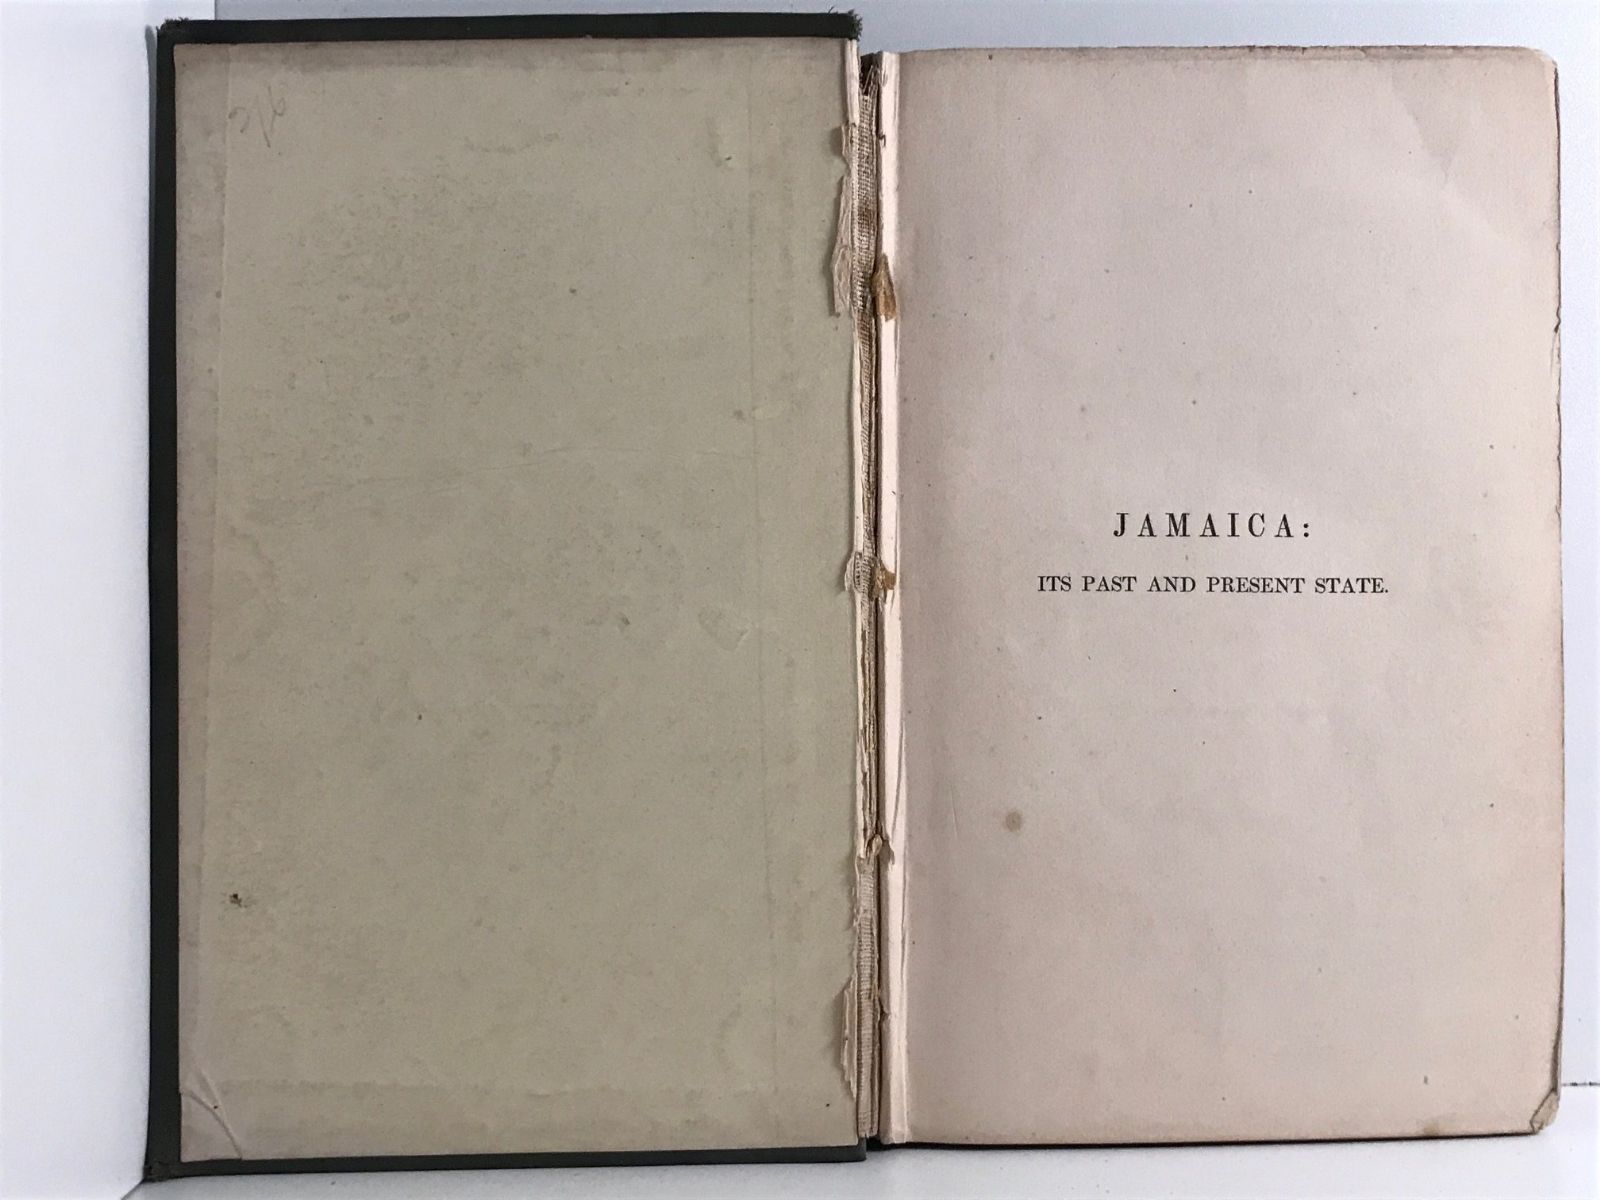 JAMAICA:
ITS PAST AND PRESENT STATE.